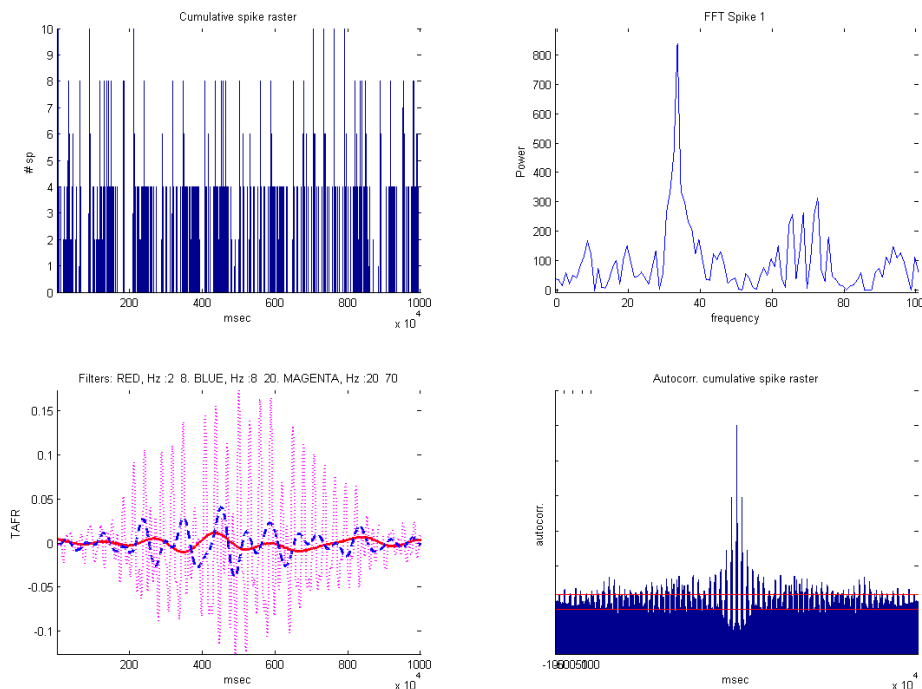 Cumulative spike raster
10
9
8
7
6
5
4
3
2
1
0
# sp
200 400 600 800 1000
msec
x 10^4
FFT Spike 1
800
700
600
500
400
300
200
100
0
Power
0 20 40 60 80 100
frequency
Filters: RED, Hz :2 8. BLUE, Hz:8 20. MAGENTA, Hz :20 70
0.15
0.1
0.05
0
-0.05
-0.1
TAFR
200 400 600 800 1000
msec
x 10^4
Autocorr. cumulative spike raster
autocorr.
msec
x 10^4